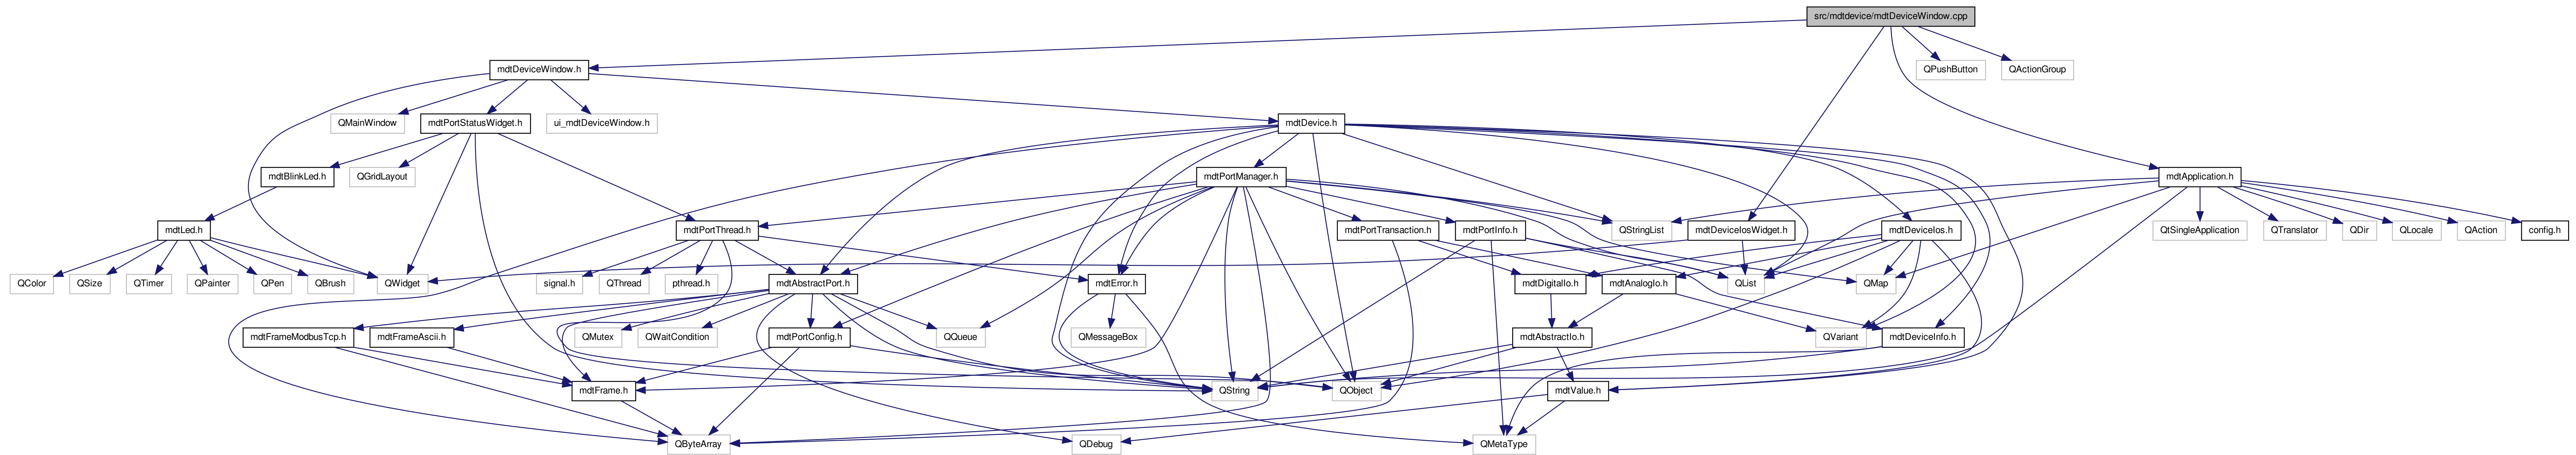 src/mdtdevice/mdtDeviceWindow.cpp
mdtDeviceWindow.h
QPushButton
QActionGroup
QMainWindow
mdtPortStatusWidget.h
ui_mdtDeviceWindow.h
mdtDevice.h
mdtBlinkLed.h
QGridLayout
mdtPortManager.h
mdtApplication.h
mdtLed.h
mdtPortThread.h
mdtPortTransaction.h
mdtPortInfo.h
QStringList
mdtDeviceIosWidget.h
mdtDeviceIos.h
QtSingleApplication
QTranslator
QDir
QLocale
QAction
config.h
QColor
QSize
QTimer
QPainter
QPen
QBrush
QWidget
signal.h
QThread
pthread.h
mdtAbstractPort.h
mdtError.h
mdtDigitalIo.h
mdtAnalogIo.h
QList
QMap
mdtFrameModbusTcp.h
mdtFrameAscii.h
QMutex
QWaitCondition
mdtPortConfig.h
QQueue
QMessageBox
mdtAbstractIo.h
QVariant
mdtDeviceInfo.h
mdtFrame.h
QString
QObject
mdtValue.h
QByteArray
QDebug
QMetaType